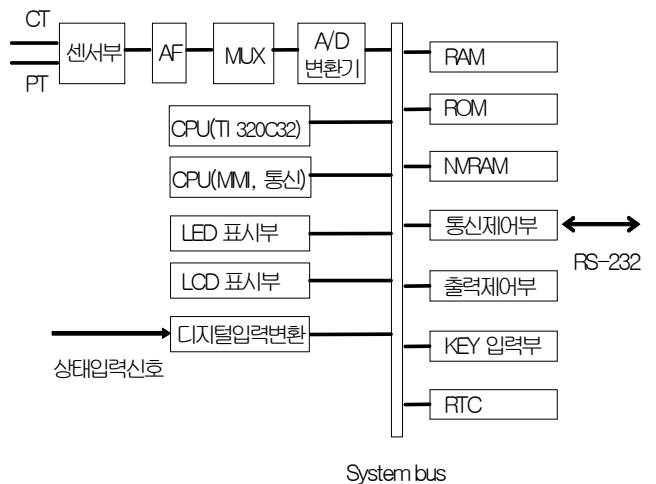 CT
센서부
AF
MUX
A/D
변환기
PT
RAM
ROM
NVRAM
통신제어부
RS-232
출력제어부
KEY 입력부
RTC
CPU(TI 320C32)
CPU(MMI, 통신)
LED 표시부
LCD 표시부
디지털입력변환
상태입력신호
System bus